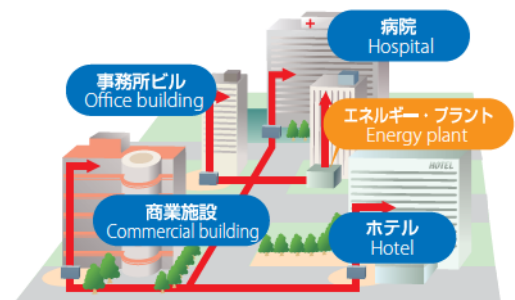 病院
Hospital
事務所ビル
Office building
エネルギー・プラント
Energy plant
HOTEL
商業施設
Commercial building
ホテル
Hotel